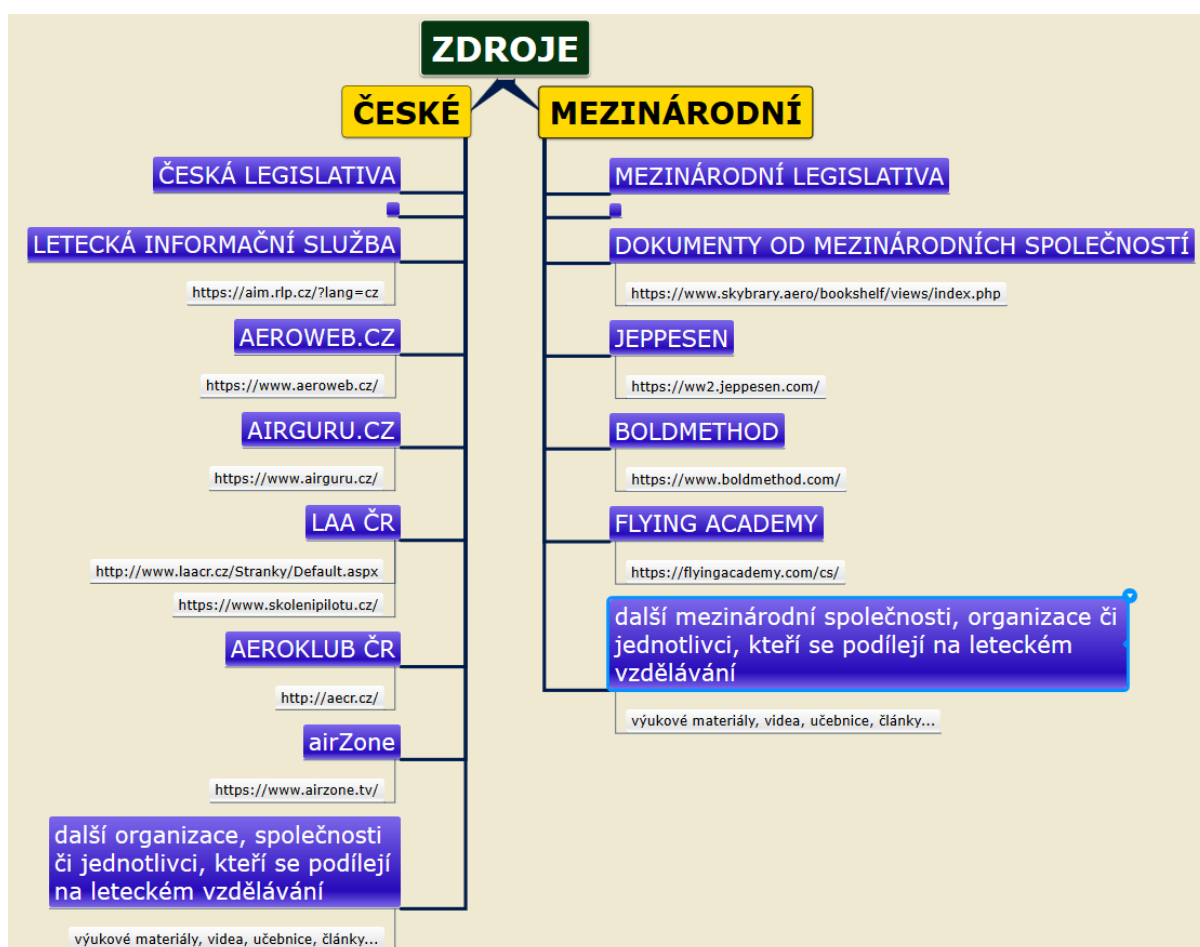 ZDROJE
ČESKÉ
ČESKÁ LEGISLATIVA
LETECKÁ INFORMAČNÍ SLUŽBA
https://aim.rlp.cz/?lang=cz
AEROWEB.CZ
https://www.aeroweb.cz/
AIRGURU.CZ
https://www.airguru.cz/
LAA ČR
http://www.laacr.cz/Stranky/Default.aspx
https://www.skolenipilotu.cz/
AEROKLUB ČR
http://aecr.cz/
airZone
https://www.airzone.tv/
další organizace, společnosti
či jednotlivci, kteří se podílejí
na leteckém vzdělávání
výukové materiály, videa, učebnice, články...
MEZINÁRODNÍ
MEZINÁRODNÍ LEGISLATIVA
DOKUMENTY OD MEZINÁRODNÍCH SPOLEČNOSTÍ
https://www.skybrary.aero/bookshelf/views/index.php
JEPPESEN
https://ww2.jeppesen.com/
BOLDMETHOD
https://www.boldmethod.com/
FLYING ACADEMY
https://flyingacademy.com/cs/
další mezinárodní společnosti, organizace či
jednotlivci, kteří se podílejí na leteckém
vzdělávání
výukové materiály, videa, učebnice, články...